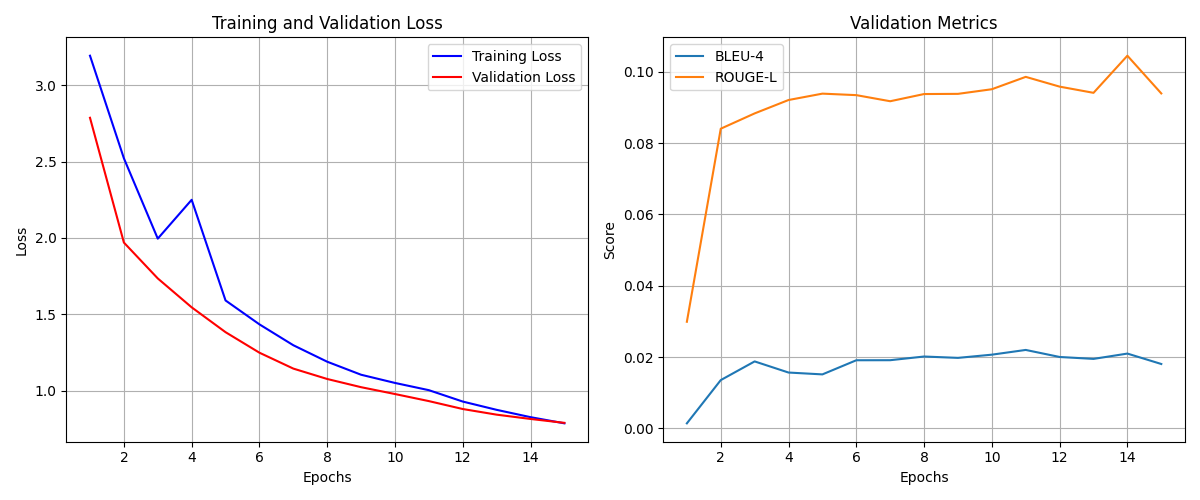 Training and Validation Loss
Training Loss
Validation Loss
3.0
2.5
2.0
1.5
1.0
Loss
2 4 6 8 10 12 14
Epochs
Validation Metrics
BLEU-4
ROUGE-L
0.10
0.08
0.06
0.04
0.02
0.00
Score
2 4 6 8 10 12 14
Epochs